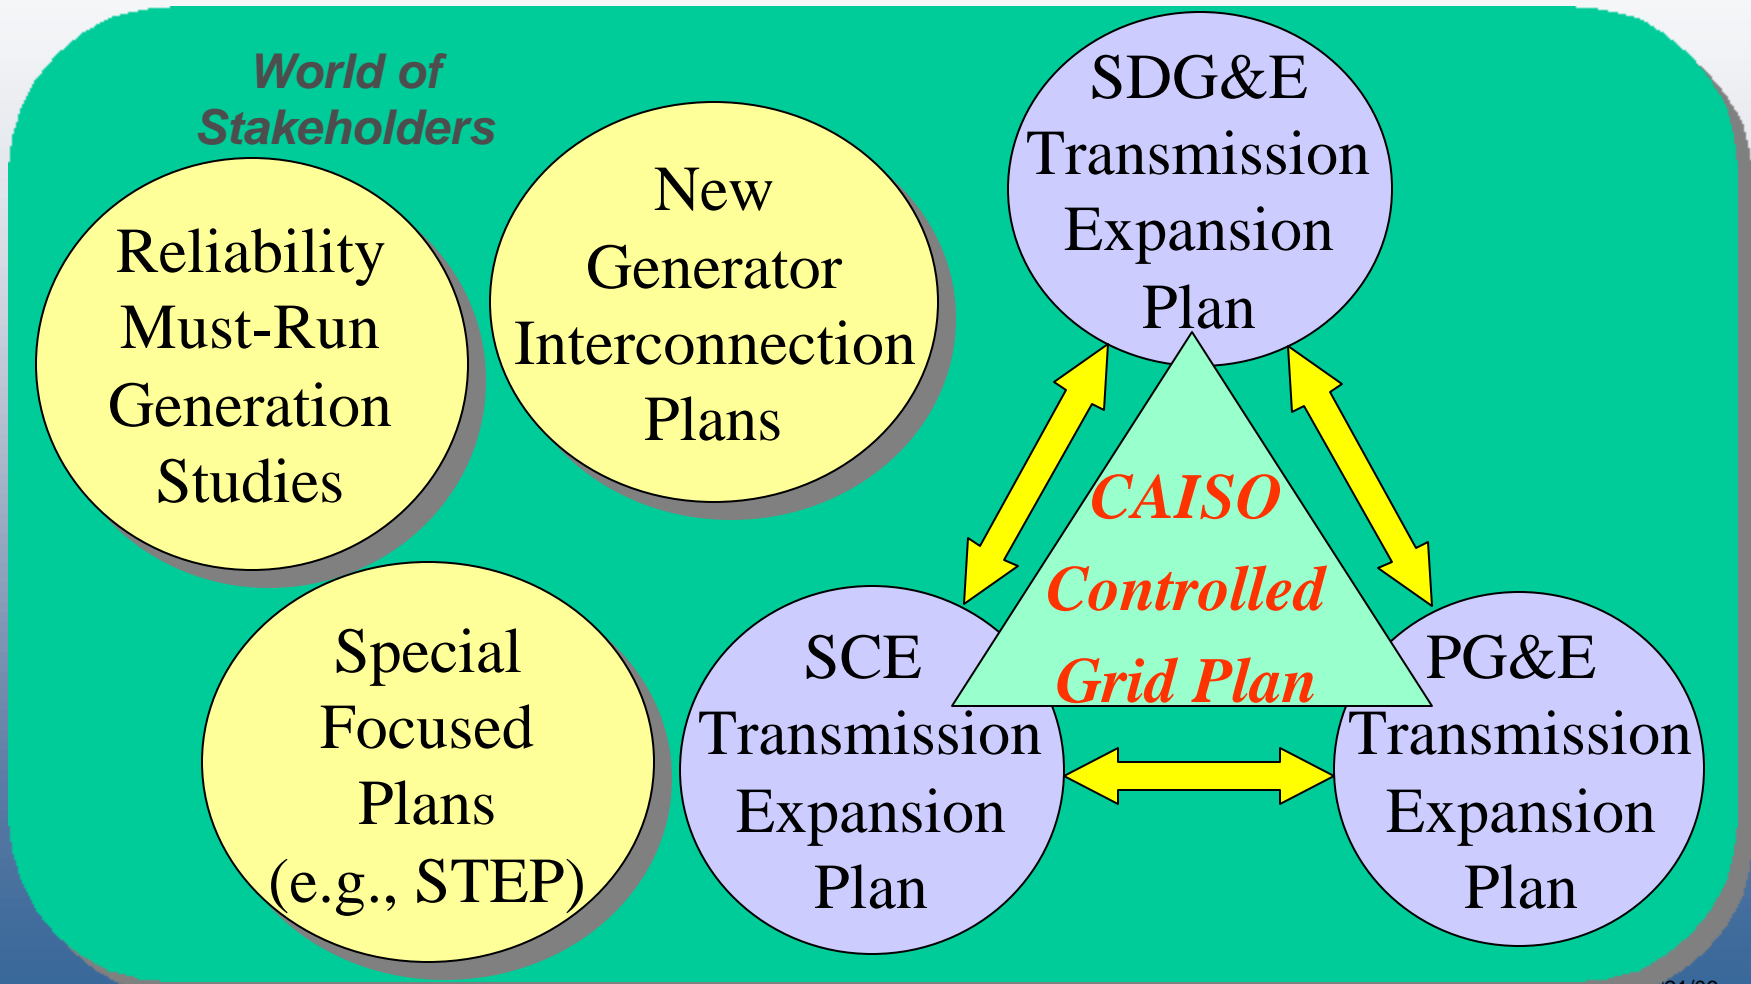 World of
Stakeholders
Reliability
Must-Run
Generation
Studies
New
Generator
Interconnection
Plans
Special
Focused
Plans
(e.g., STEP)
SDG&E
Transmission
Expansion
Plan
CAISO
Controlled
Grid Plan
SCE
Transmission
Expansion
Plan
PG&E
Transmission
Expansion
Plan